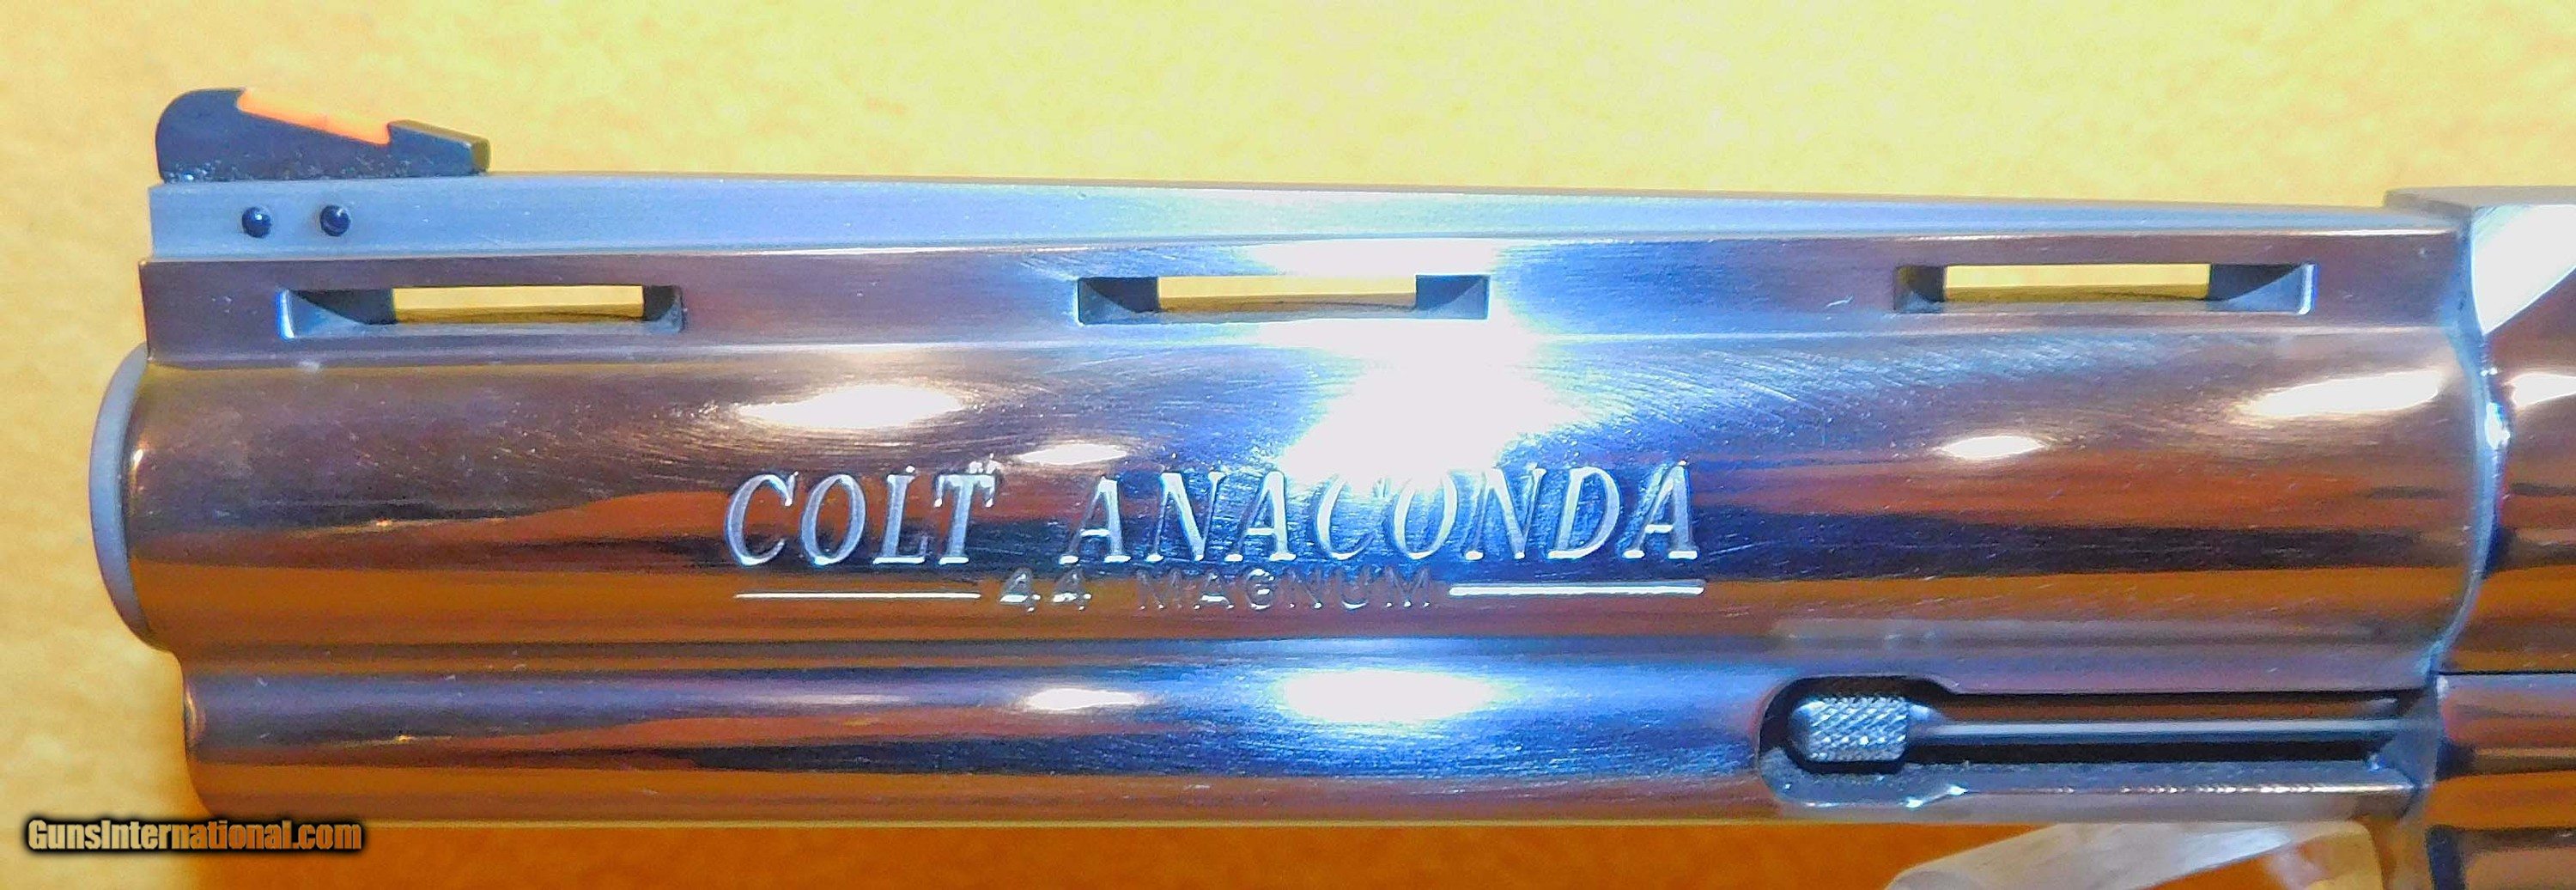 COLT ANACONDA
44 MAGNUM
GunsInternational.com